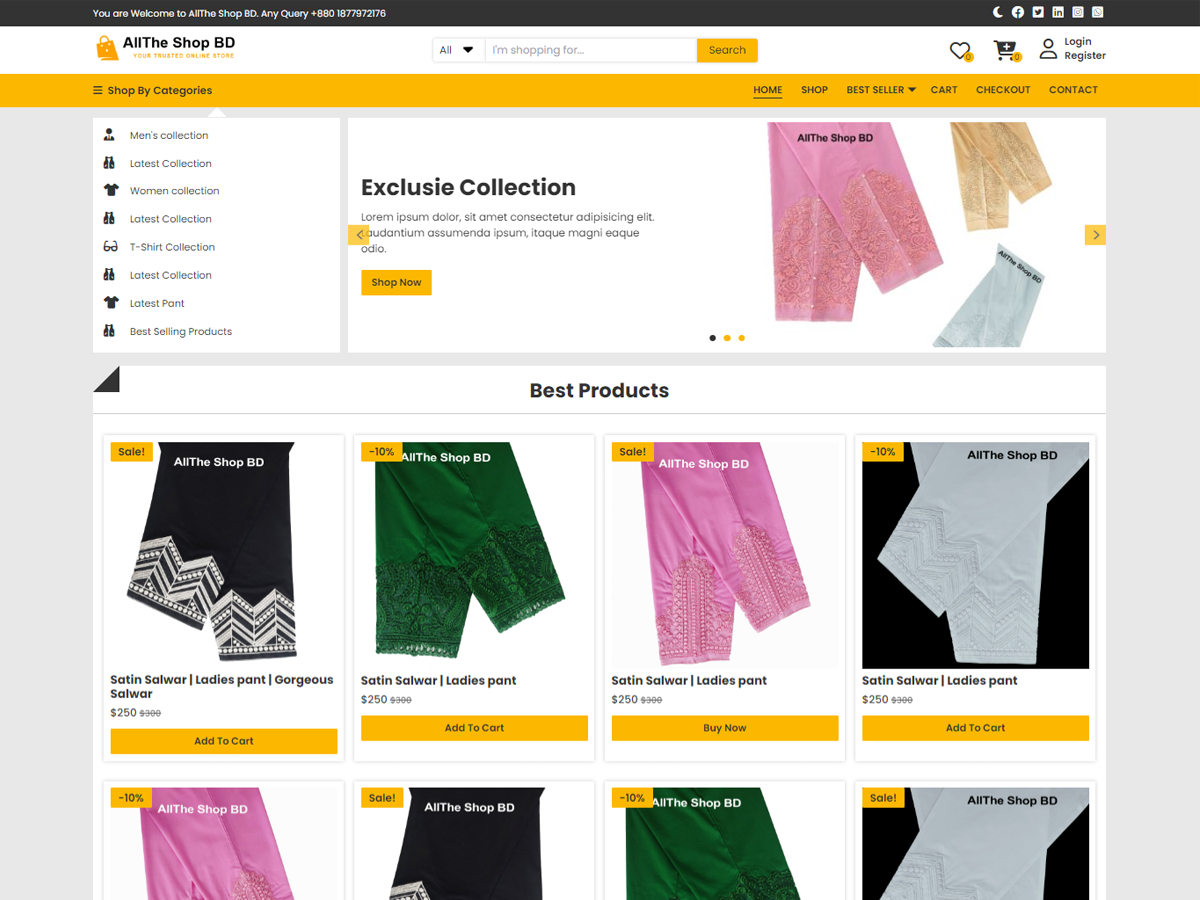 You are Welcome to AllThe Shop BD. Any Query +880 1877972176
AllThe Shop BD
YOUR TRUSTED ONLINE STORE
All
I'm shopping for...
Search
0
0
Login
Register
Shop By Categories
HOME
SHOP
BEST SELLER
CART
CHECKOUT
CONTACT
Men's collection
Latest Collection
Women collection
Latest Collection
T-Shirt Collection
Latest Collection
Latest Pant
Best Selling Products
Exclusie Collection
Lorem ipsum dolor, sit amet consectetur adipisicing elit.
Laudantium assumenda ipsum, itaque magni eaque
odio.
Shop Now
AllThe Shop BD
AllThe Shop BD
Best Products
Sale!
AllThe Shop BD
Satin Salwar | Ladies pant | Gorgeous
Salwar
$250 $300
Add To Cart
-10%
AllThe Shop BD
Satin Salwar | Ladies pant
$250 $300
Add To Cart
Sale!
AllThe Shop BD
Satin Salwar | Ladies pant
$250 $300
Buy Now
-10%
AllThe Shop BD
Satin Salwar | Ladies pant
$250 $300
Add To Cart
-10%
AllThe Shop BD
Sale!
AllThe Shop BD
-10%
AllThe Shop BD
Sale!
AllThe Shop BD